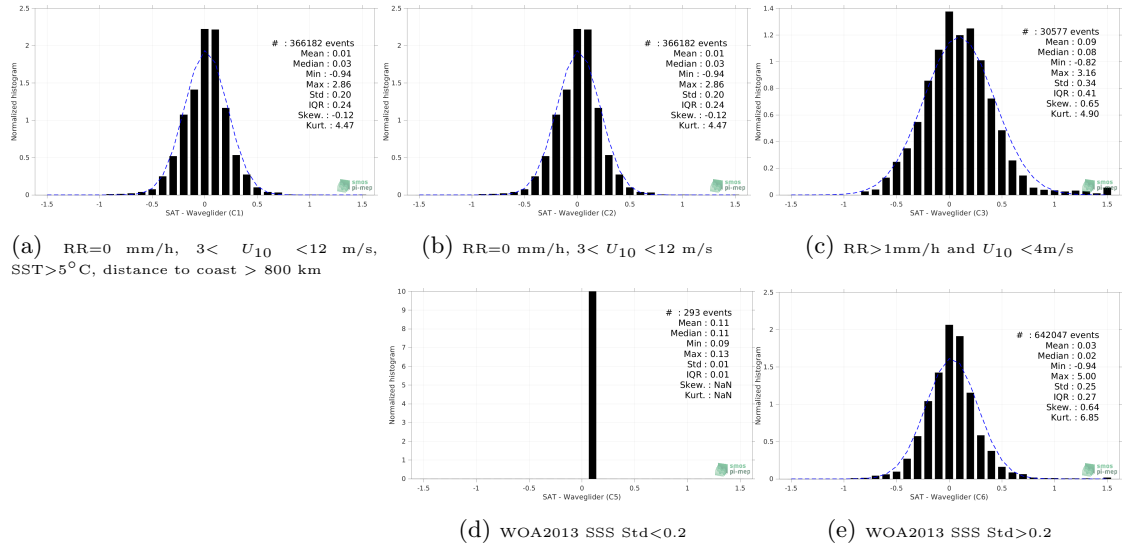 2.5
2
1.5
1
0.5
0
Normalized histogram
# : 366182 events
Mean : 0.01
Median : 0.03
Min : -0.94
Max : 2.86
Std : 0.20
IQR : 0.24
Skew. : -0.12
Kurt. : 4.47
smos
pi-mep
-1.5 -1 -0.5 0 0.5 1 1.5
SAT - Waveglider (C1)
(a) RR=0 mm/h, 3< U10 <12 m/s,
SST>5°C, distance to coast > 800 km
2.5
2
1.5
1
0.5
0
Normalized histogram
# : 366182 events
Mean : 0.01
Median : 0.03
Min : -0.94
Max : 2.86
Std : 0.20
IQR : 0.24
Skew. : -0.12
Kurt. : 4.47
smos
pi-mep
-1.5 -1 -0.5 0 0.5 1 1.5
SAT - Waveglider (C2)
(b) RR=0 mm/h, 3< U10 <12 m/s
1.4
1.2
1
0.8
0.6
0.4
0.2
0
Normalized histogram
# : 30577 events
Mean : 0.09
Median : 0.08
Min : -0.82
Max : 3.16
Std : 0.34
IQR : 0.41
Skew. : 0.65
Kurt. : 4.90
smos
pi-mep
-1.5 -1 -0.5 0 0.5 1 1.5
SAT - Waveglider (C3)
(c) RR>1mm/h and U10 <4m/s
10
9
8
7
6
5
4
3
2
1
0
Normalized histogram
# : 293 events
Mean : 0.11
Median : 0.11
Min : 0.09
Max : 0.13
Std : 0.01
IQR : 0.01
Skew. : NaN
Kurt. : NaN
smos
pi-mep
-1.5 -1 -0.5 0 0.5 1 1.5
SAT - Waveglider (C5)
(d) WOA2013 SSS Std<0.2
2.5
2
1.5
1
0.5
0
Normalized histogram
# : 642047 events
Mean : 0.03
Median : 0.02
Min : -0.94
Max : 5.00
Std : 0.25
IQR : 0.27
Skew. : 0.64
Kurt. : 6.85
smos
pi-mep
-1.5 -1 -0.5 0 0.5 1 1.5
SAT - Waveglider (C6)
(e) WOA2013 SSS Std>0.2